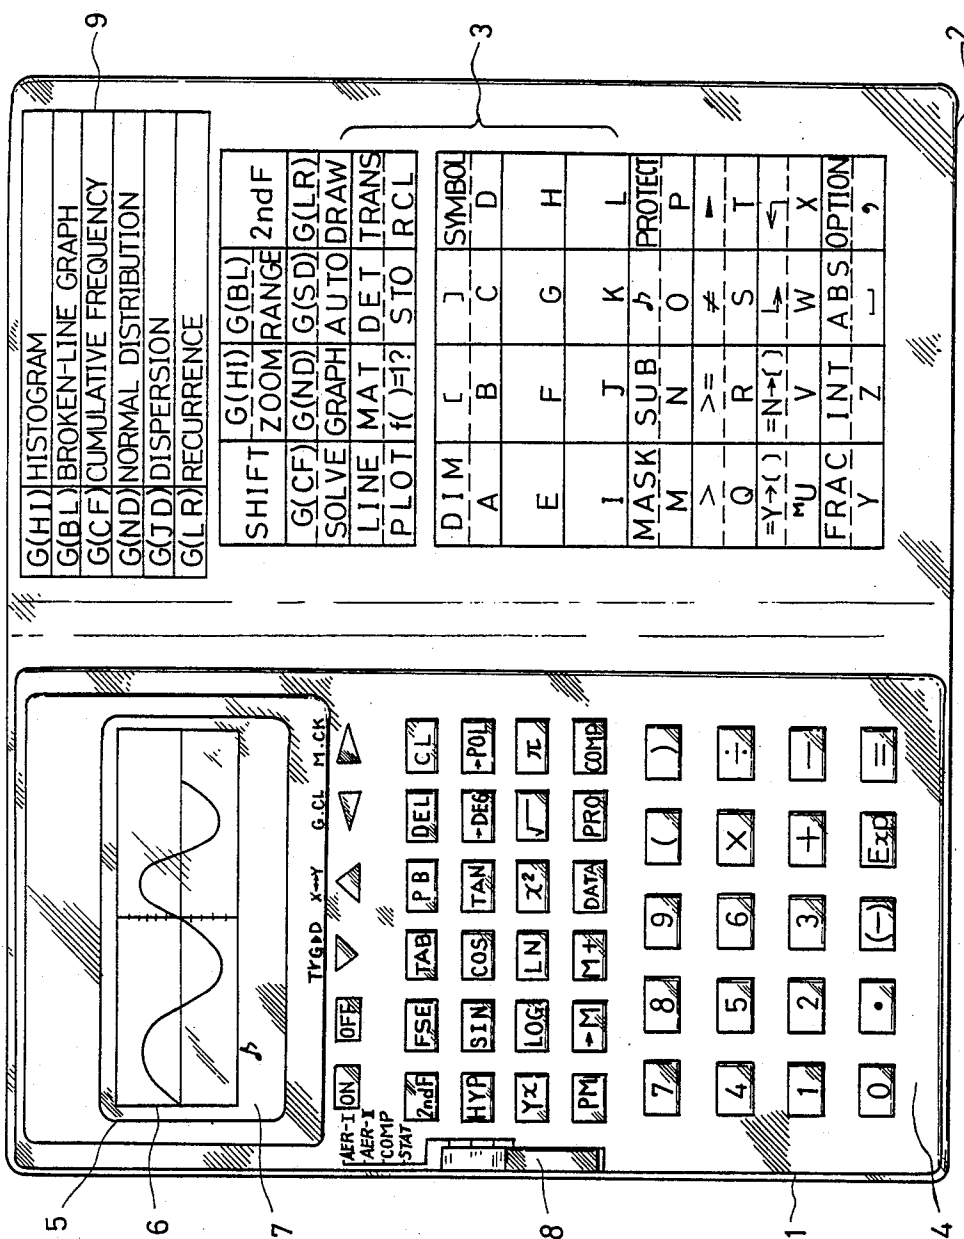 5
6
7
8
1
4
ON
OFF
TrG▷D X↔Y G.CL M.CK
AER-I
AER-II
COMP
STAT
2ndF FSE TAB PB DEL CL
HYP SIN COS TAN →DEG →POL
Yx LOG LN x² √ π
PM →M M+ DATA PRO COMP
7 8 9 ( )
4 5 6 × ÷
1 2 3 + −
0 • (−) Exp =
♪
9
3
2
G(HI) HISTOGRAM
G(BL) BROKEN-LINE GRAPH
G(CF) CUMULATIVE FREQUENCY
G(ND) NORMAL DISTRIBUTION
G(JD) DISPERSION
G(LR) RECURRENCE
SHIFT G(HI) G(BL) 2ndF
ZOOM RANGE
G(CF) G(ND) G(SD) G(LR)
SOLVE GRAPH AUTO DRAW
LINE MAT DET TRANS
PLOT f( )=1? STO RCL
DIM [ ] SYMBOL
A B C D
E F G H
I J K L
MASK SUB ♪ PROTECT
M N O P
> >= ≠ ►
Q R S T
=Y→( ) =N→( ) ↳ ↰
MU V W X
FRAC INT ABS OPTION
Y Z ⎵ ,